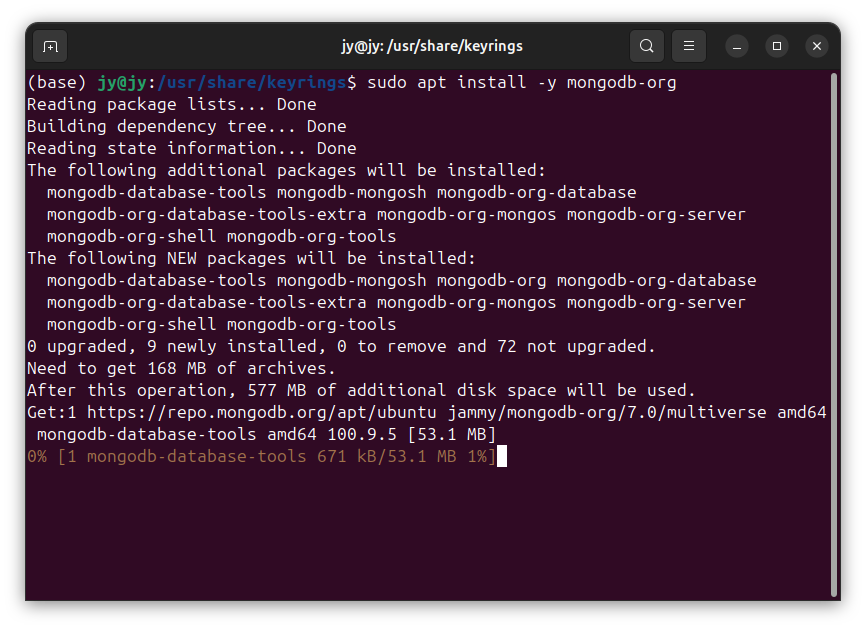 jy@jy: /usr/share/keyrings
(base) jy@jy:/usr/share/keyrings$ sudo apt install -y mongodb-org
Reading package lists... Done
Building dependency tree... Done
Reading state information... Done
The following additional packages will be installed:
  mongodb-database-tools mongodb-mongosh mongodb-org-database
  mongodb-org-database-tools-extra mongodb-org-mongos mongodb-org-server
  mongodb-org-shell mongodb-org-tools
The following NEW packages will be installed:
  mongodb-database-tools mongodb-mongosh mongodb-org mongodb-org-database
  mongodb-org-database-tools-extra mongodb-org-mongos mongodb-org-server
  mongodb-org-shell mongodb-org-tools
0 upgraded, 9 newly installed, 0 to remove and 72 not upgraded.
Need to get 168 MB of archives.
After this operation, 577 MB of additional disk space will be used.
Get:1 https://repo.mongodb.org/apt/ubuntu jammy/mongodb-org/7.0/multiverse amd64
 mongodb-database-tools amd64 100.9.5 [53.1 MB]
0% [1 mongodb-database-tools 671 kB/53.1 MB 1%]